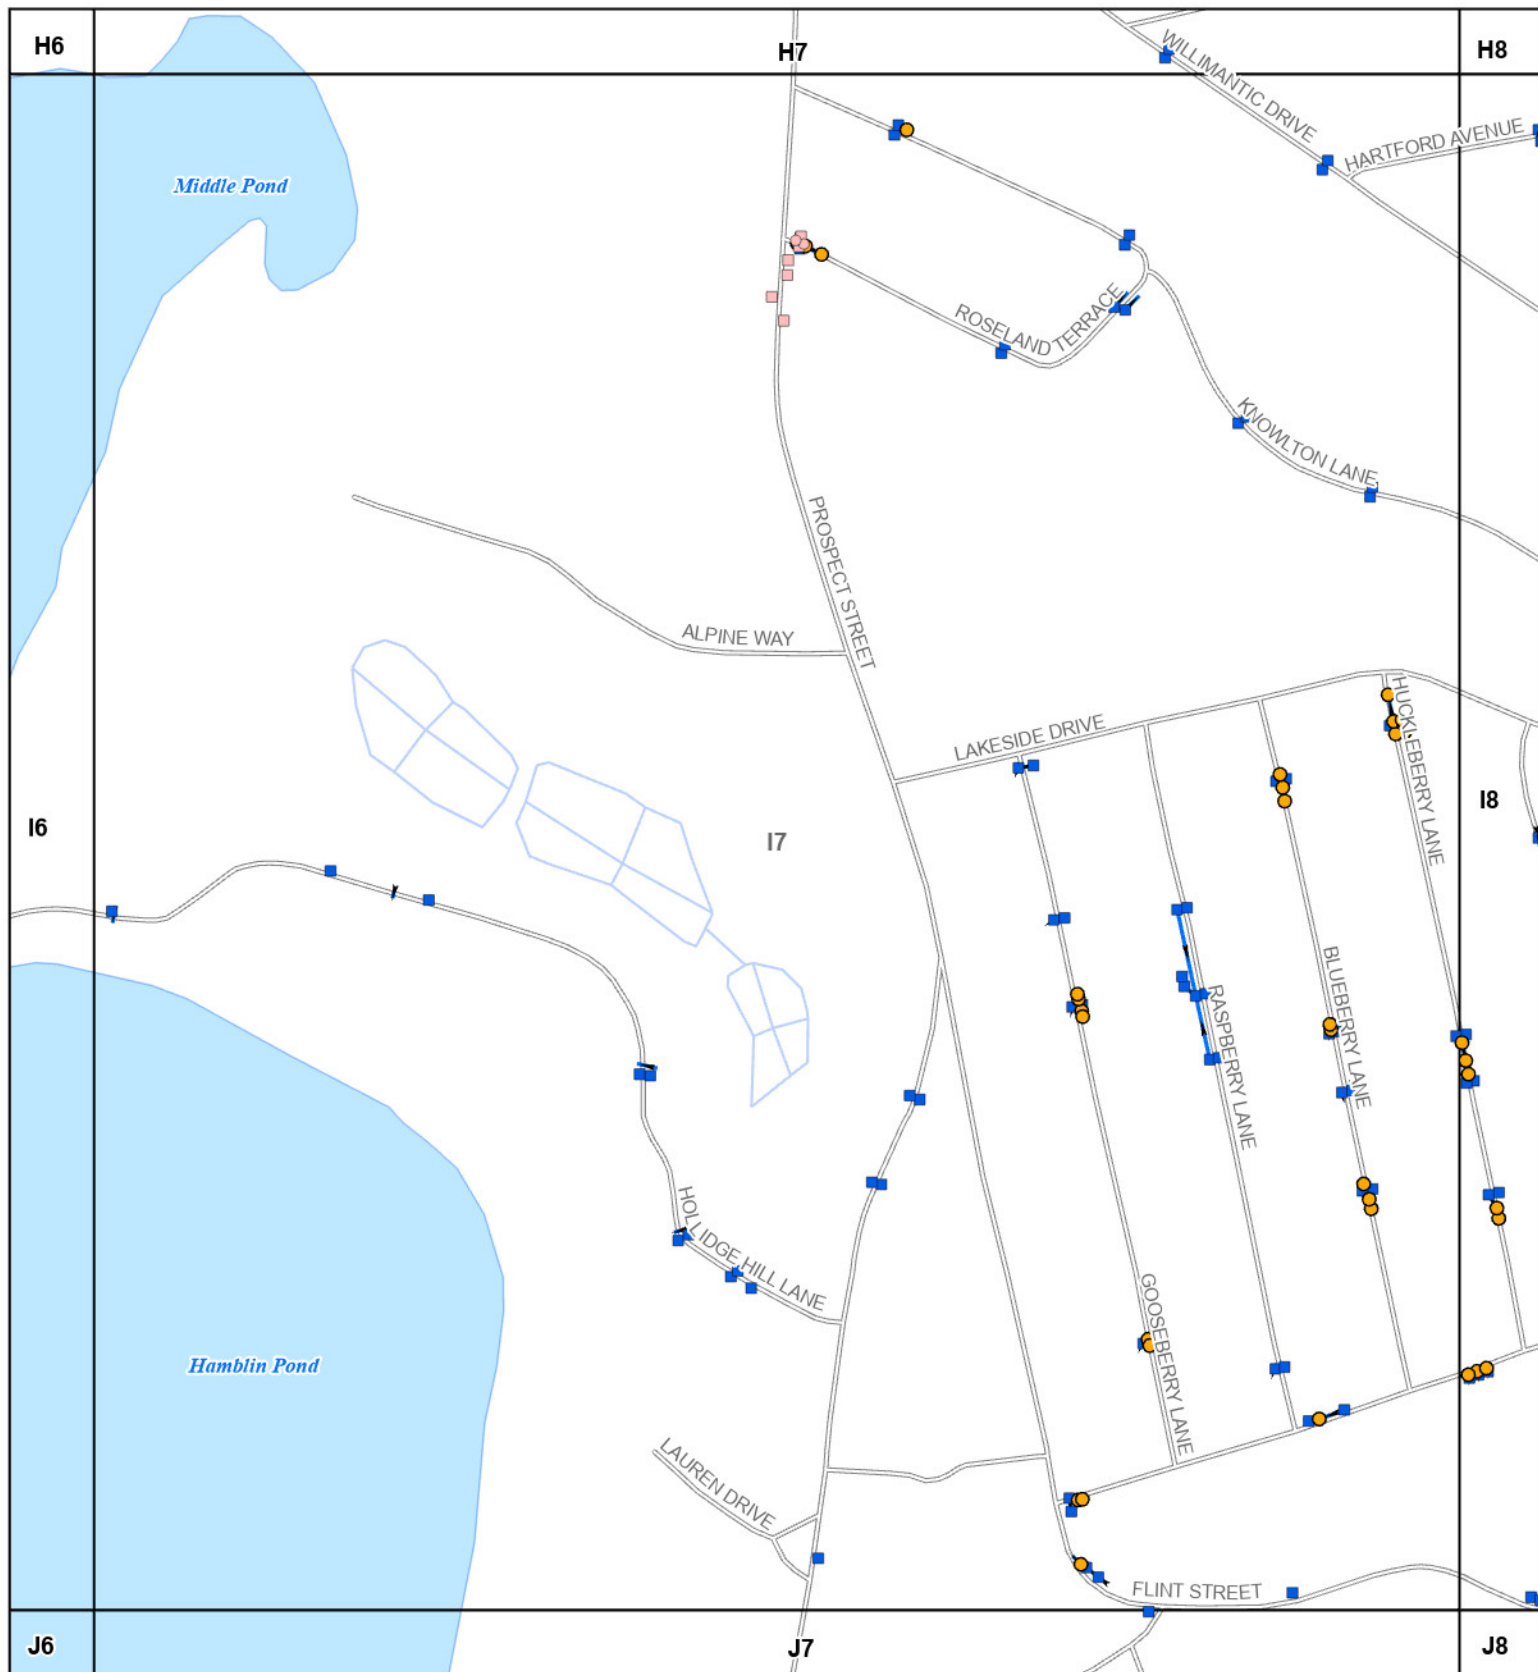 H6
H7
H8
WILLIMANTIC DRIVE
HARTFORD AVENUE
Middle Pond
ROSELAND TERRACE
KNOWLTON LANE
PROSPECT STREET
ALPINE WAY
LAKESIDE DRIVE
HUCKLEBERRY LANE
I6
I7
I8
BLUEBERRY LANE
RASPBERRY LANE
HOLLIDGE HILL LANE
GOOSEBERRY LANE
Hamblin Pond
LAUREN DRIVE
FLINT STREET
J6
J7
J8